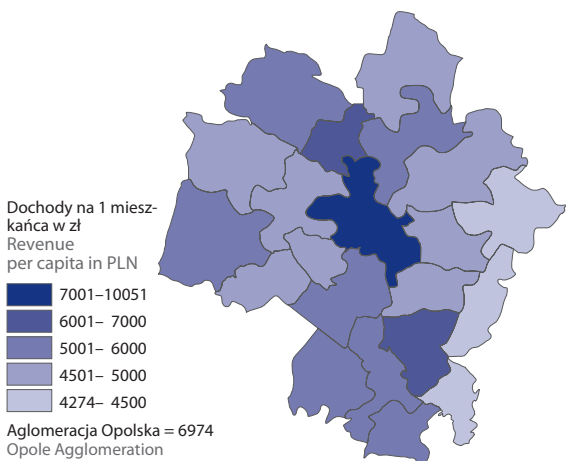 Dochody na 1 miesz-
kańca w zł
Revenue
per capita in PLN
7001–10051
6001– 7000
5001– 6000
4501– 5000
4274– 4500
Aglomeracja Opolska = 6974
Opole Agglomeration